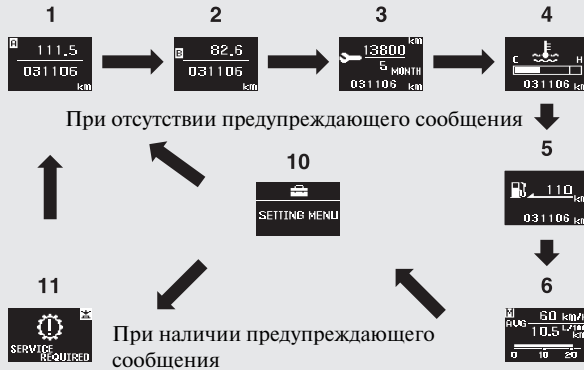 1
2
3
4
A 111.5
031106
km
B 82.6
031106
km
km
13800
5 MONTH
031106 km
C H
031106 km
При отсутствии предупреждающего сообщения
10
SETTING MENU
5
110 km
031106 km
11
SERVICE
REQUIRED
При наличии предупреждающего
сообщения
6
M 60 km/h
AVG 10.5 L/100 km
0 10 20